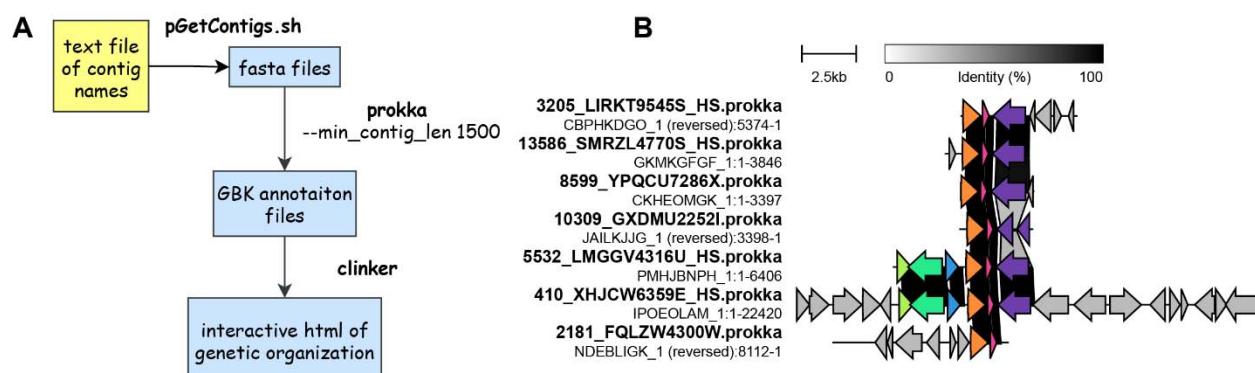 A
pGetContigs.sh
text file
of contig
names
fasta files
prokka
--min_contig_len 1500
GBK annotaiton
files
clinker
interactive html of
genetic organization
B
2.5kb
0 Identity (%) 100
3205_LIRKT9545S_HS.prokka
CBPHKDGO_1 (reversed):5374-1
13586_SMRZL4770S_HS.prokka
GKMKGFGF_1:1-3846
8599_YPQCU7286X.prokka
CKHEOMGK_1:1-3397
10309_GXDMU2252I.prokka
JAILKJJG_1 (reversed):3398-1
5532_LMGGV4316U_HS.prokka
PMHJBNPH_1:1-6406
410_XHJCW6359E_HS.prokka
IPOEOLAM_1:1-22420
2181_FQLZW4300W.prokka
NDEBLIGK_1 (reversed):8112-1